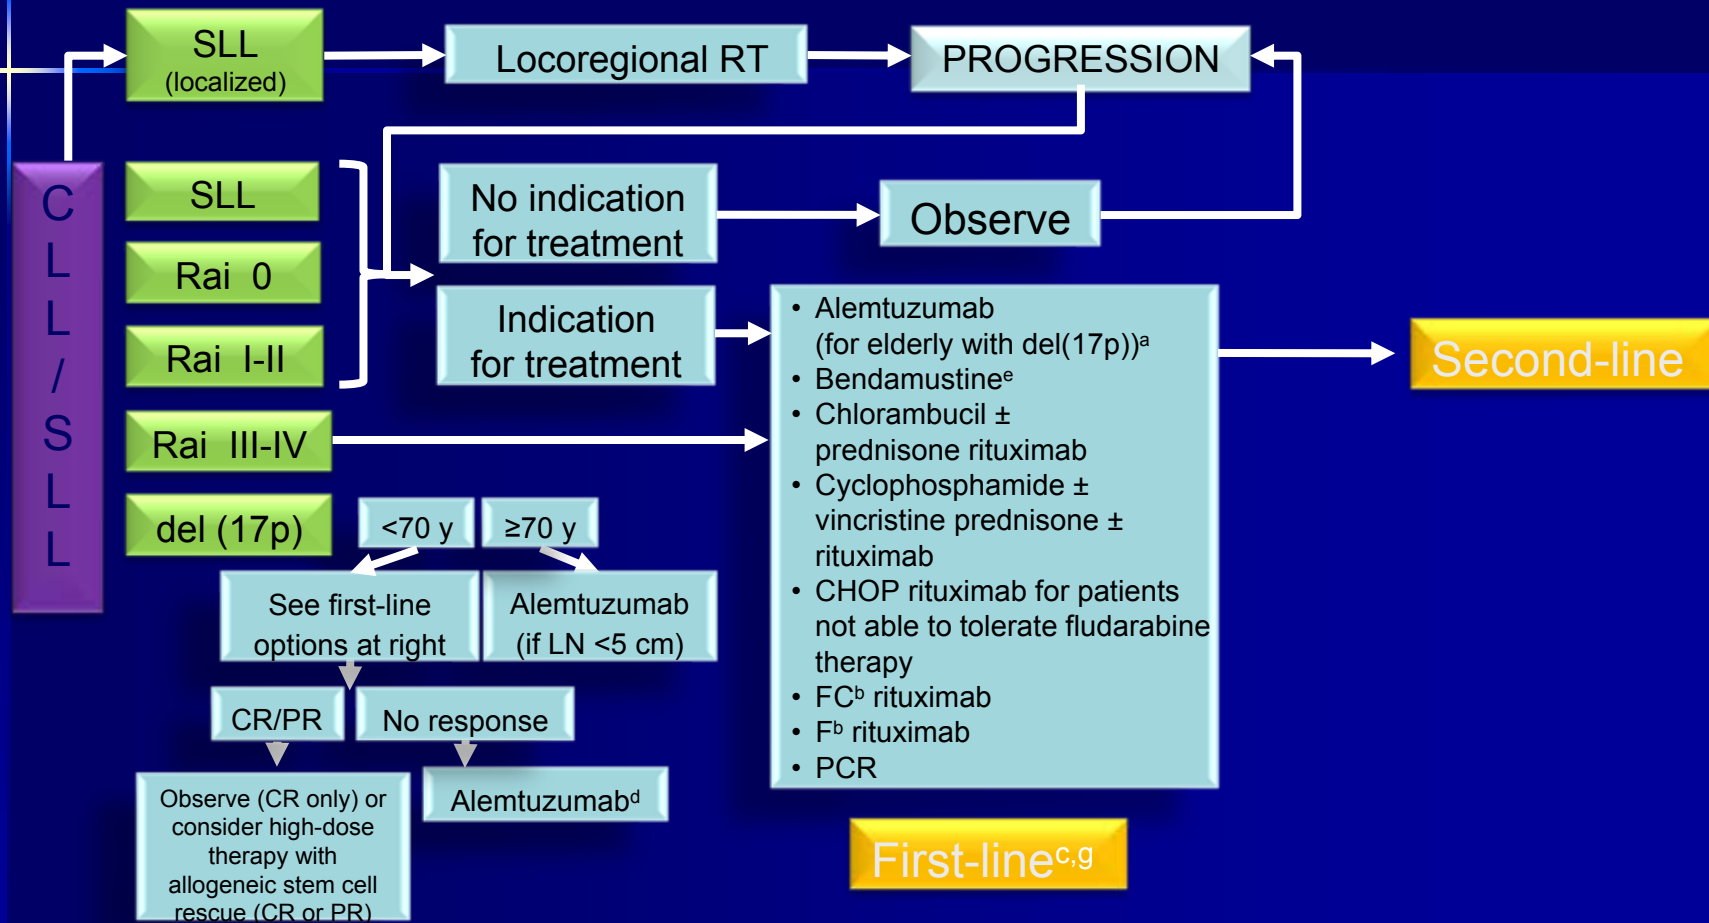 SLL
(localized)
Locoregional RT
PROGRESSION
C
L
L
/
S
L
L
SLL
Rai 0
Rai I-II
Rai III-IV
del (17p)
No indication
for treatment
Observe
Indication
for treatment
• Alemtuzumab
(for elderly with del(17p))ᵃ
• Bendamustineᵉ
• Chlorambucil ±
prednisone rituximab
• Cyclophosphamide ±
vincristine prednisone ±
rituximab
• CHOP rituximab for patients
not able to tolerate fludarabine
therapy
• FCᵇ rituximab
• Fᵇ rituximab
• PCR
Second-line
<70 y
≥70 y
See first-line
options at right
Alemtuzumab
(if LN <5 cm)
CR/PR
No response
Observe (CR only) or
consider high-dose
therapy with
allogeneic stem cell
rescue (CR or PR)
Alemtuzumabᵈ
First-lineᶜ,ᵍ